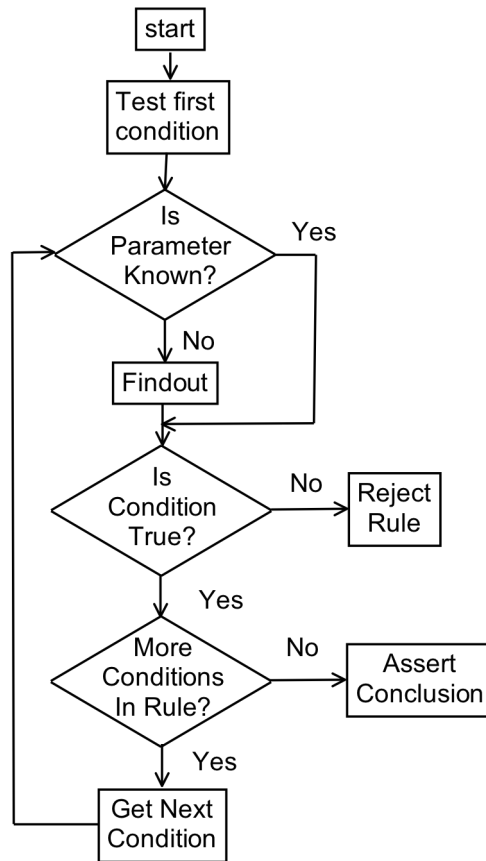 start
Test first
condition
Is
Parameter
Known?
Yes
No
Findout
Is
Condition
True?
No
Reject
Rule
Yes
More
Conditions
In Rule?
No
Assert
Conclusion
Yes
Get Next
Condition